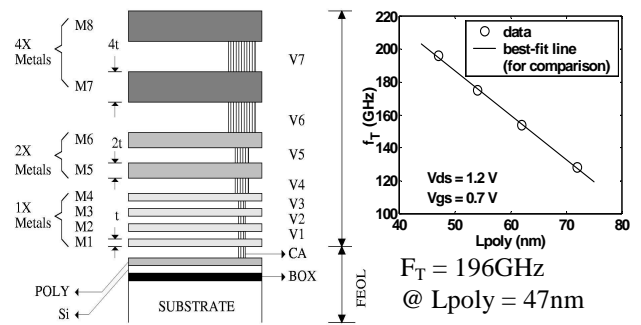 4X
Metals
M8
M7
4t
V7
V6
2X
Metals
M6
M5
2t
V5
V4
1X
Metals
M4
M3
M2
M1
t
V3
V2
V1
CA
BOX
POLY
Si
SUBSTRATE
FEOL
data
best-fit line
(for comparison)
fT (GHz)
200
180
160
140
120
100
Vds = 1.2 V
Vgs = 0.7 V
40
50
60
70
80
Lpoly (nm)
FT = 196GHz
@ Lpoly = 47nm